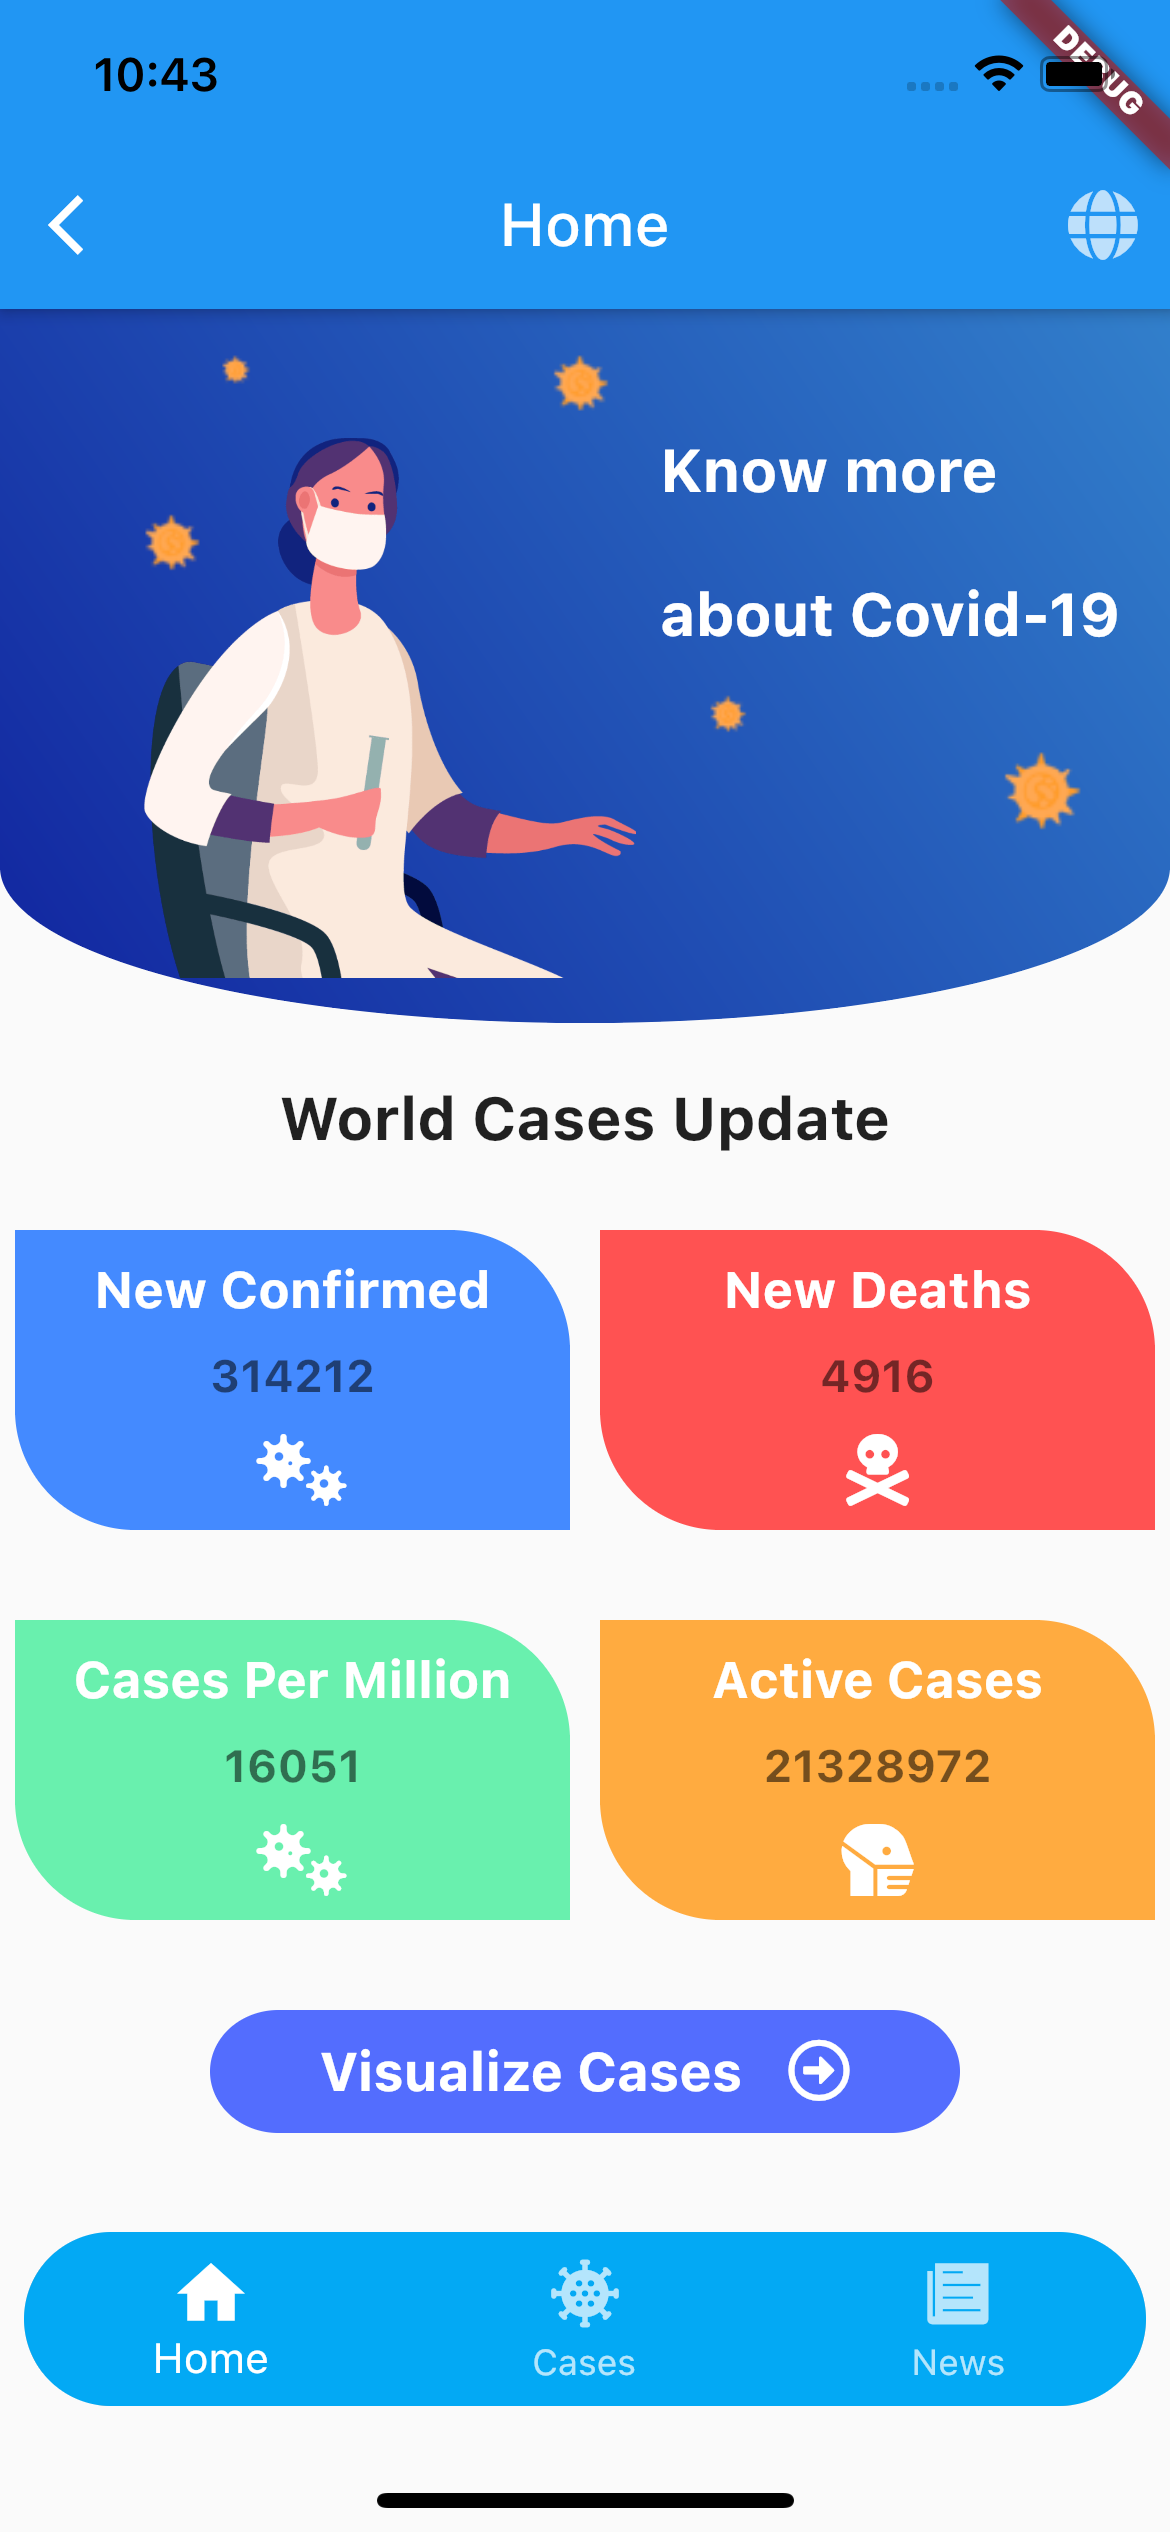 10:43
DEBUG
Home
Know more
about Covid-19
World Cases Update
New Confirmed
314212
New Deaths
4916
Cases Per Million
16051
Active Cases
21328972
Visualize Cases
Home
Cases
News